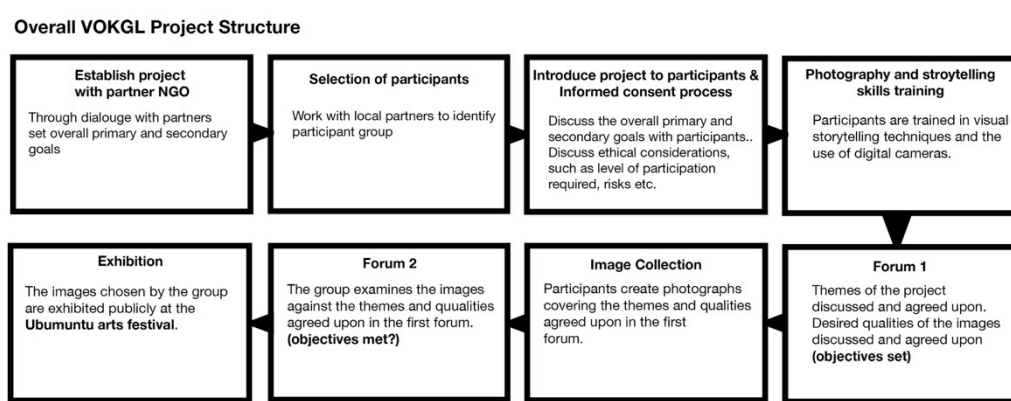 Overall VOKGL Project Structure
Establish project
with partner NGO
Through dialouge with partners
set overall primary and secondary
goals
Selection of participants
Work with local partners to identify
participant group
Introduce project to participants &
Informed consent process
Discuss the overall primary and
secondary goals with participants..
Discuss ethical considerations,
such as level of participation
required, risks etc.
Photography and stroytelling
skills training
Participants are trained in visual
storytelling techniques and the
use of digital cameras.
Forum 1
Themes of the project
discussed and agreed upon.
Desired qualities of the images
discussed and agreed upon
(objectives set)
Image Collection
Participants create photographs
covering the themes and qualities
agreed upon in the first
forum.
Forum 2
The group examines the images
against the themes and quualities
agreed upon in the first forum.
(objectives met?)
Exhibition
The images chosen by the group
are exhibited publicly at the
Ubumuntu arts festival.